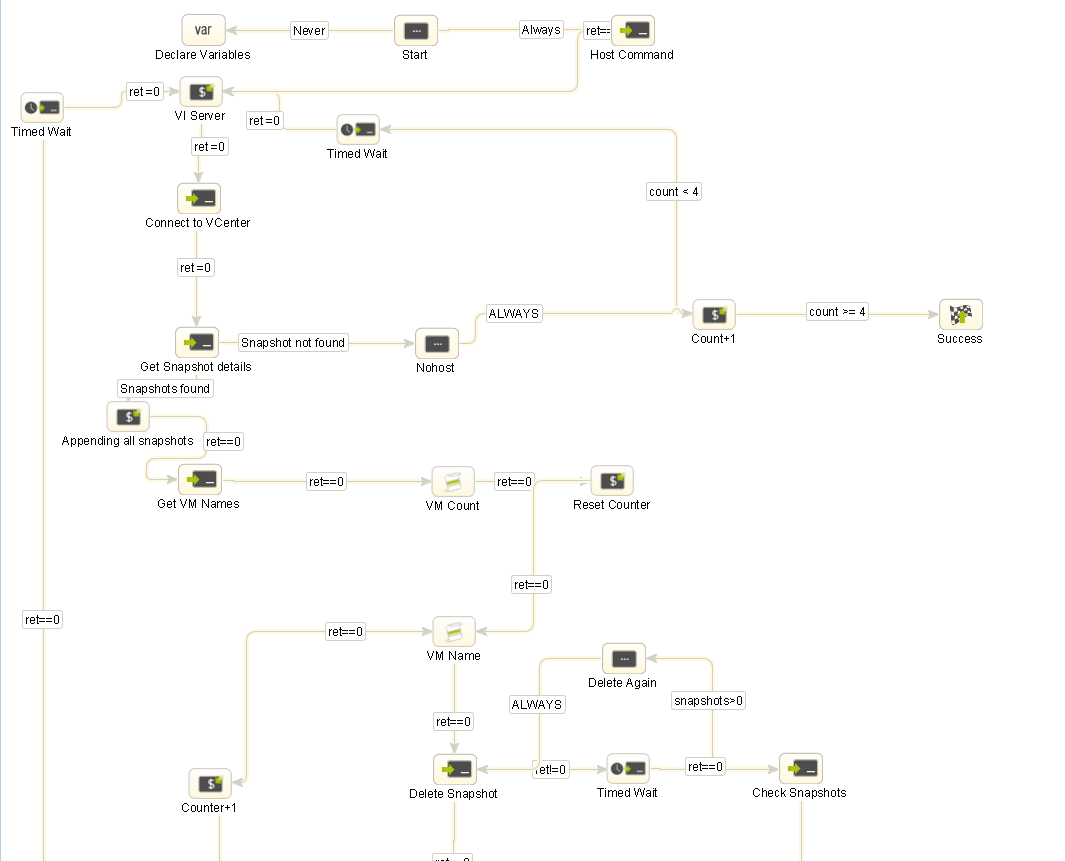 var
Never
Always
ret=
Declare Variables
Start
Host Command
ret =0
$
VI Server
Timed Wait
ret =0
Timed Wait
ret =0
count < 4
Connect to VCenter
ret =0
$
ALWAYS
count >= 4
Count+1
Success
Snapshot not found
Get Snapshot details
Nohost
Snapshots found
$
Appending all snapshots
ret==0
Get VM Names
ret==0
VM Count
ret==0
$
Reset Counter
ret==0
ret==0
ret==0
VM Name
Delete Again
ALWAYS
snapshots>0
ret==0
$
Counter+1
Delete Snapshot
ret!=0
Timed Wait
ret==0
Check Snapshots